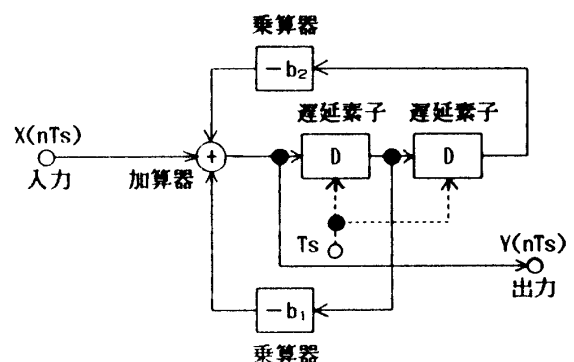 乗算器
−b₂
遅延素子 遅延素子
X(nTs)
D D
+
入力 加算器
Ts
Y(nTs)
出力
−b₁
乗算器